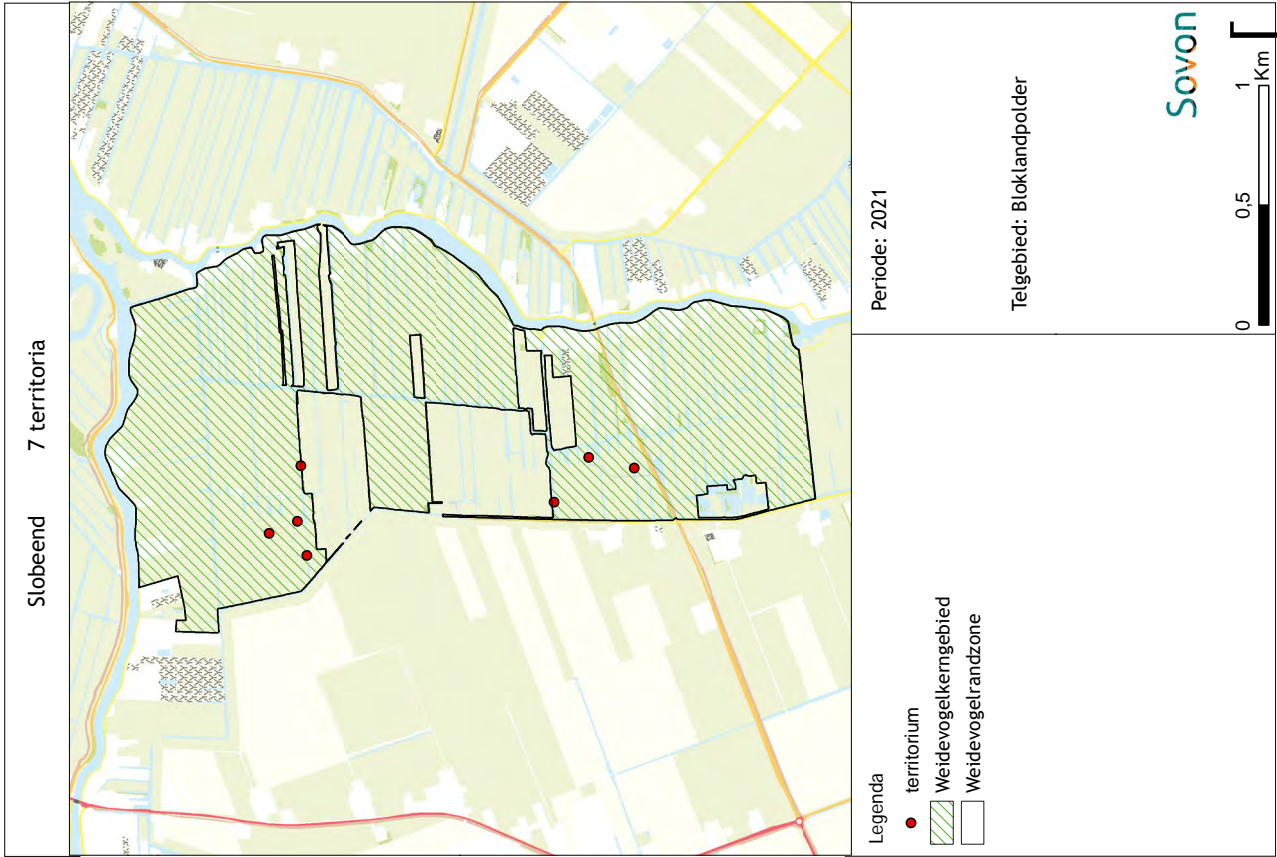 Slobeend 7 territoria
Legenda
territorium
Weidevogelkerngebied
Weidevogelrandzone
Periode: 2021
Telgebied: Bloklandpolder
Sovon
0 0,5 1
Km